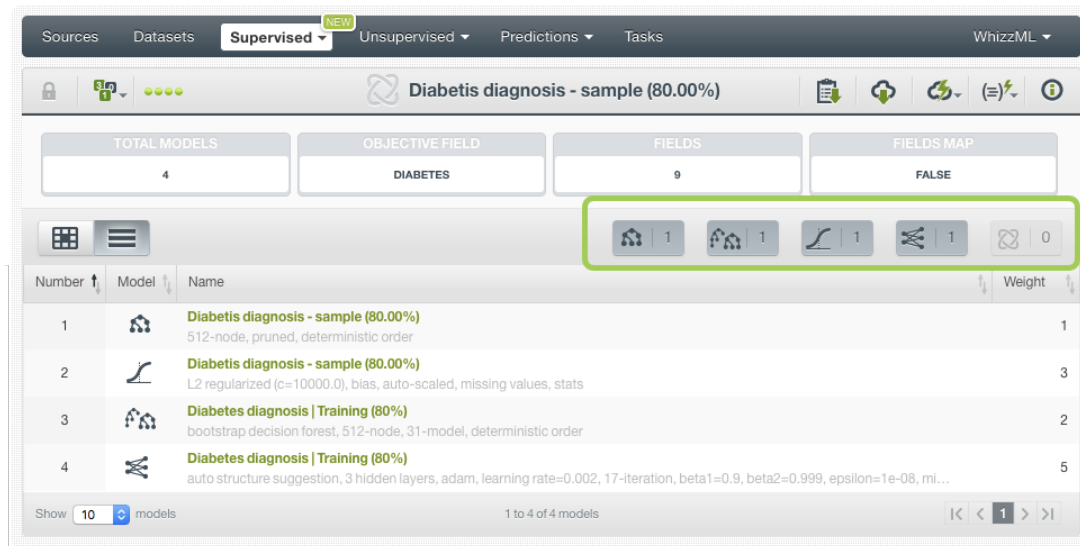 NEW
Sources Datasets Supervised Unsupervised Predictions Tasks WhizzML
Diabetis diagnosis - sample (80.00%)
TOTAL MODELS OBJECTIVE FIELD FIELDS FIELDS MAP
4 DIABETES 9 FALSE
1 1 1 1 0
Number Model Name Weight
1 Diabetis diagnosis - sample (80.00%) 1
512-node, pruned, deterministic order
2 Diabetis diagnosis - sample (80.00%) 3
L2 regularized (c=10000.0), bias, auto-scaled, missing values, stats
3 Diabetes diagnosis | Training (80%) 2
bootstrap decision forest, 512-node, 31-model, deterministic order
4 Diabetes diagnosis | Training (80%) 5
auto structure suggestion, 3 hidden layers, adam, learning rate=0.002, 17-iteration, beta1=0.9, beta2=0.999, epsilon=1e-08, mi...
Show 10 models 1 to 4 of 4 models 1